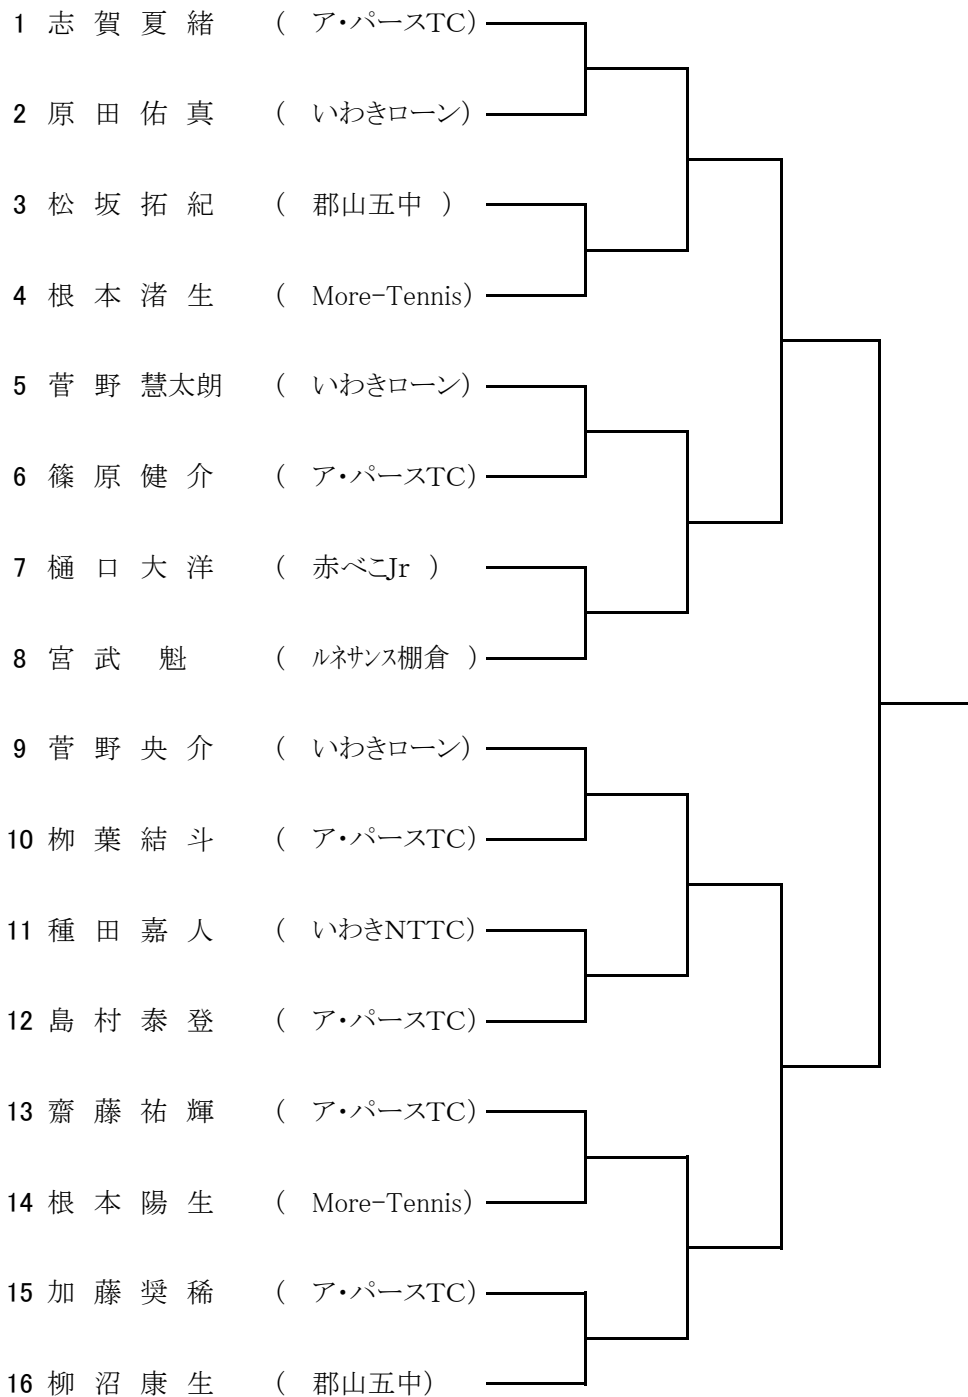 1 志 賀 夏 緒 ( ア・パースTC)
2 原 田 佑 真 ( いわきローン)
3 松 坂 拓 紀 ( 郡山五中 )
4 根 本 渚 生 ( More-Tennis)
5 菅 野 慧太朗 ( いわきローン)
6 篠 原 健 介 ( ア・パースTC)
7 樋 口 大 洋 ( 赤べこJr )
8 宮 武 魁 ( ルネサンス棚倉 )
9 菅 野 央 介 ( いわきローン)
10 栁 葉 結 斗 ( ア・パースTC)
11 種 田 嘉 人 ( いわきNTTC)
12 島 村 泰 登 ( ア・パースTC)
13 齋 藤 祐 輝 ( ア・パースTC)
14 根 本 陽 生 ( More-Tennis)
15 加 藤 奨 稀 ( ア・パースTC)
16 柳 沼 康 生 ( 郡山五中)